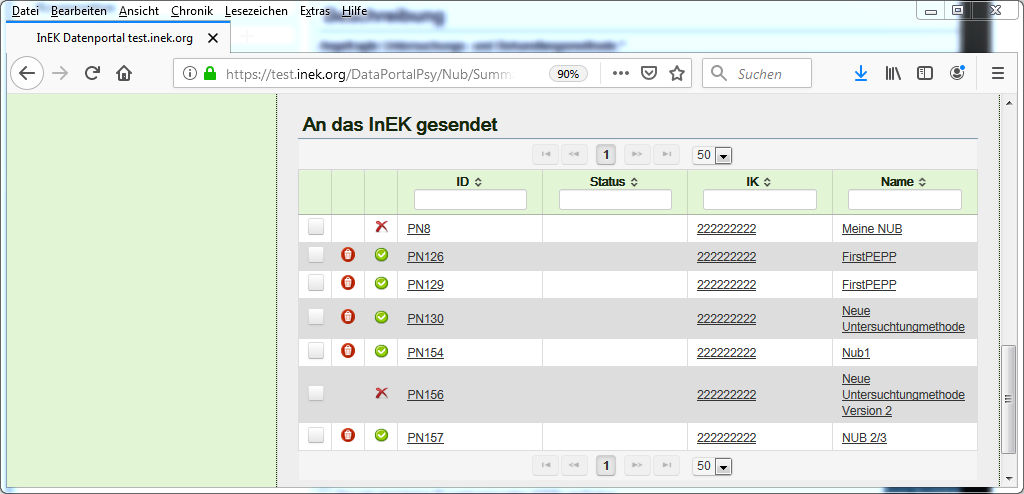 Datei Bearbeiten Ansicht Chronik Lesezeichen Extras Hilfe
Beschreibung
InEK Datenportal test.inek.org
https://test.inek.org/DataPortalPsy/Nub/Summ
90%
Suchen
An das InEK gesendet
1 50
ID Status IK Name
PN8 222222222 Meine NUB
PN126 222222222 FirstPEPP
PN129 222222222 FirstPEPP
PN130 222222222 Neue
Untersuchtungmethode
PN154 222222222 Nub1
PN156 222222222 Neue
Untersuchtungmethode
Version 2
PN157 222222222 NUB 2/3
1 50